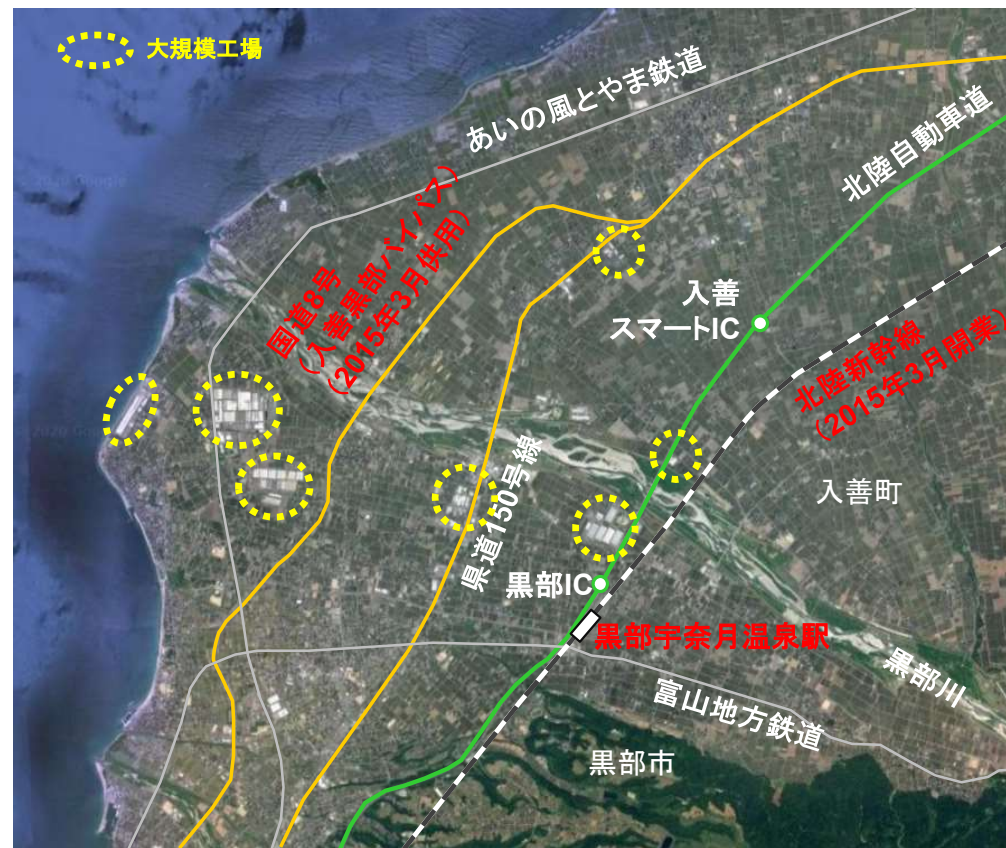 大規模工場
あいの風とやま鉄道
北陸自動車道
国道8号
（入善黒部バイパス）
（2015年3月供用）
入善
スマートIC
北陸新幹線
（2015年3月開業）
県道150号線
入善町
黒部IC
黒部宇奈月温泉駅
黒部川
富山地方鉄道
黒部市